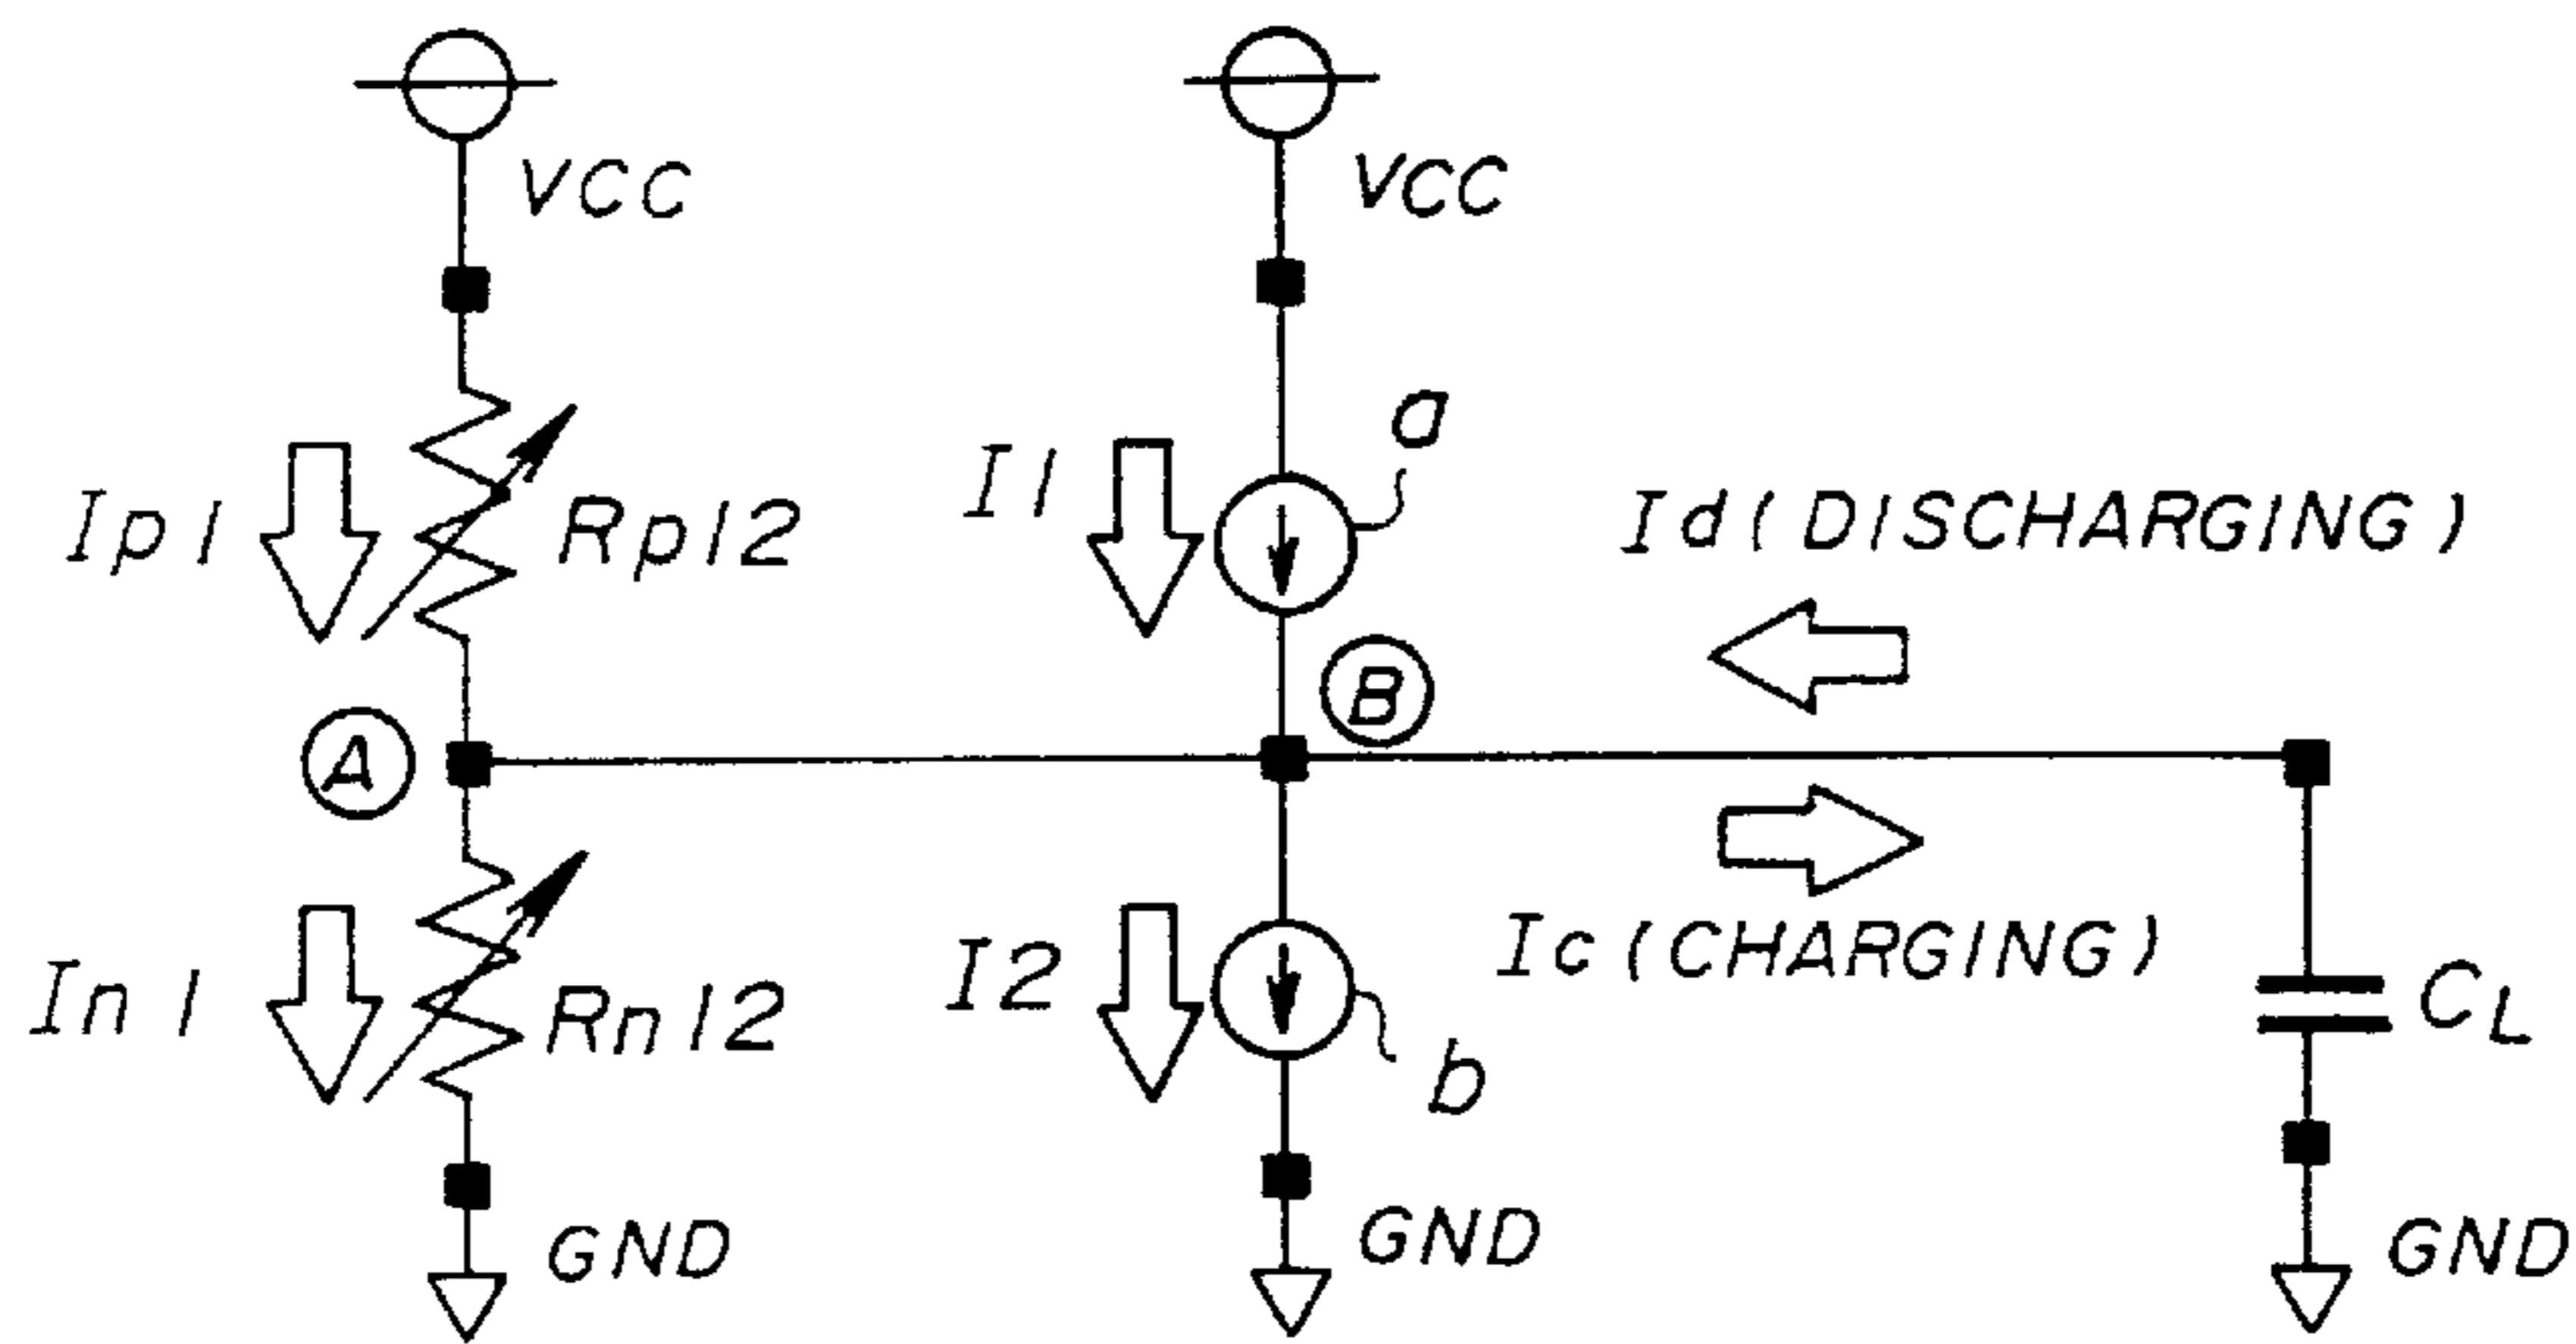 VCC
VCC
a
Ip1
Rp12
I1
Id (DISCHARGING)
A
B
In1
Rn12
I2
Ic (CHARGING)
CL
b
GND
GND
GND